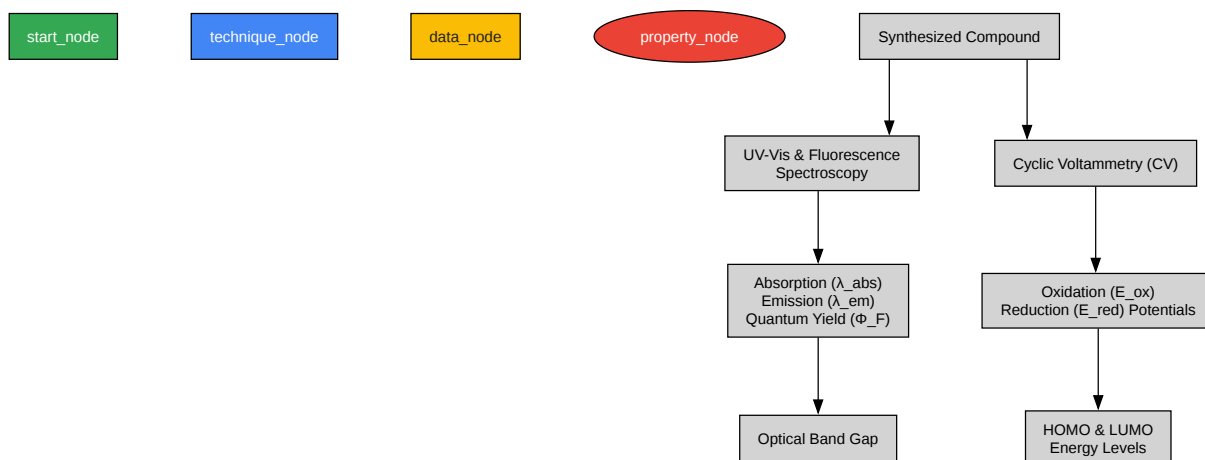 start_node
technique_node
data_node
property_node
Synthesized Compound
UV-Vis & Fluorescence
Spectroscopy
Cyclic Voltammetry (CV)
Absorption (λ_abs)
Emission (λ_em)
Quantum Yield (Φ_F)
Oxidation (E_ox)
Reduction (E_red) Potentials
Optical Band Gap
HOMO & LUMO
Energy Levels